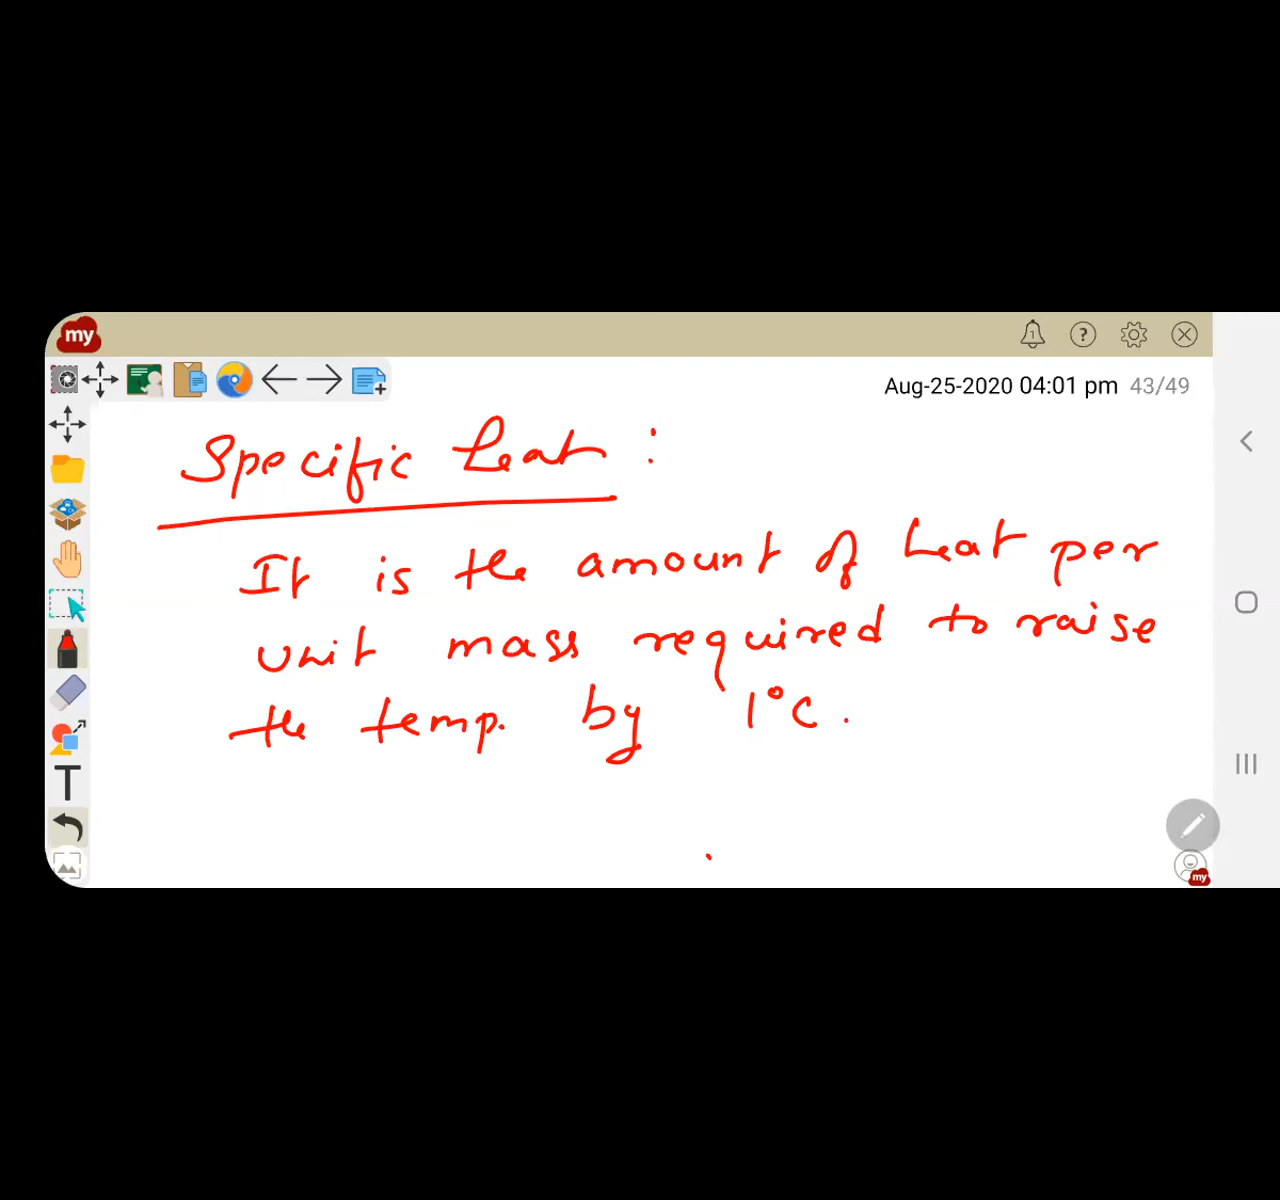 my
Aug-25-2020 04:01 pm 43/49
Specific heat :
It is the amount of heat per
unit mass required to raise
the temp. by 1°C.
T
my